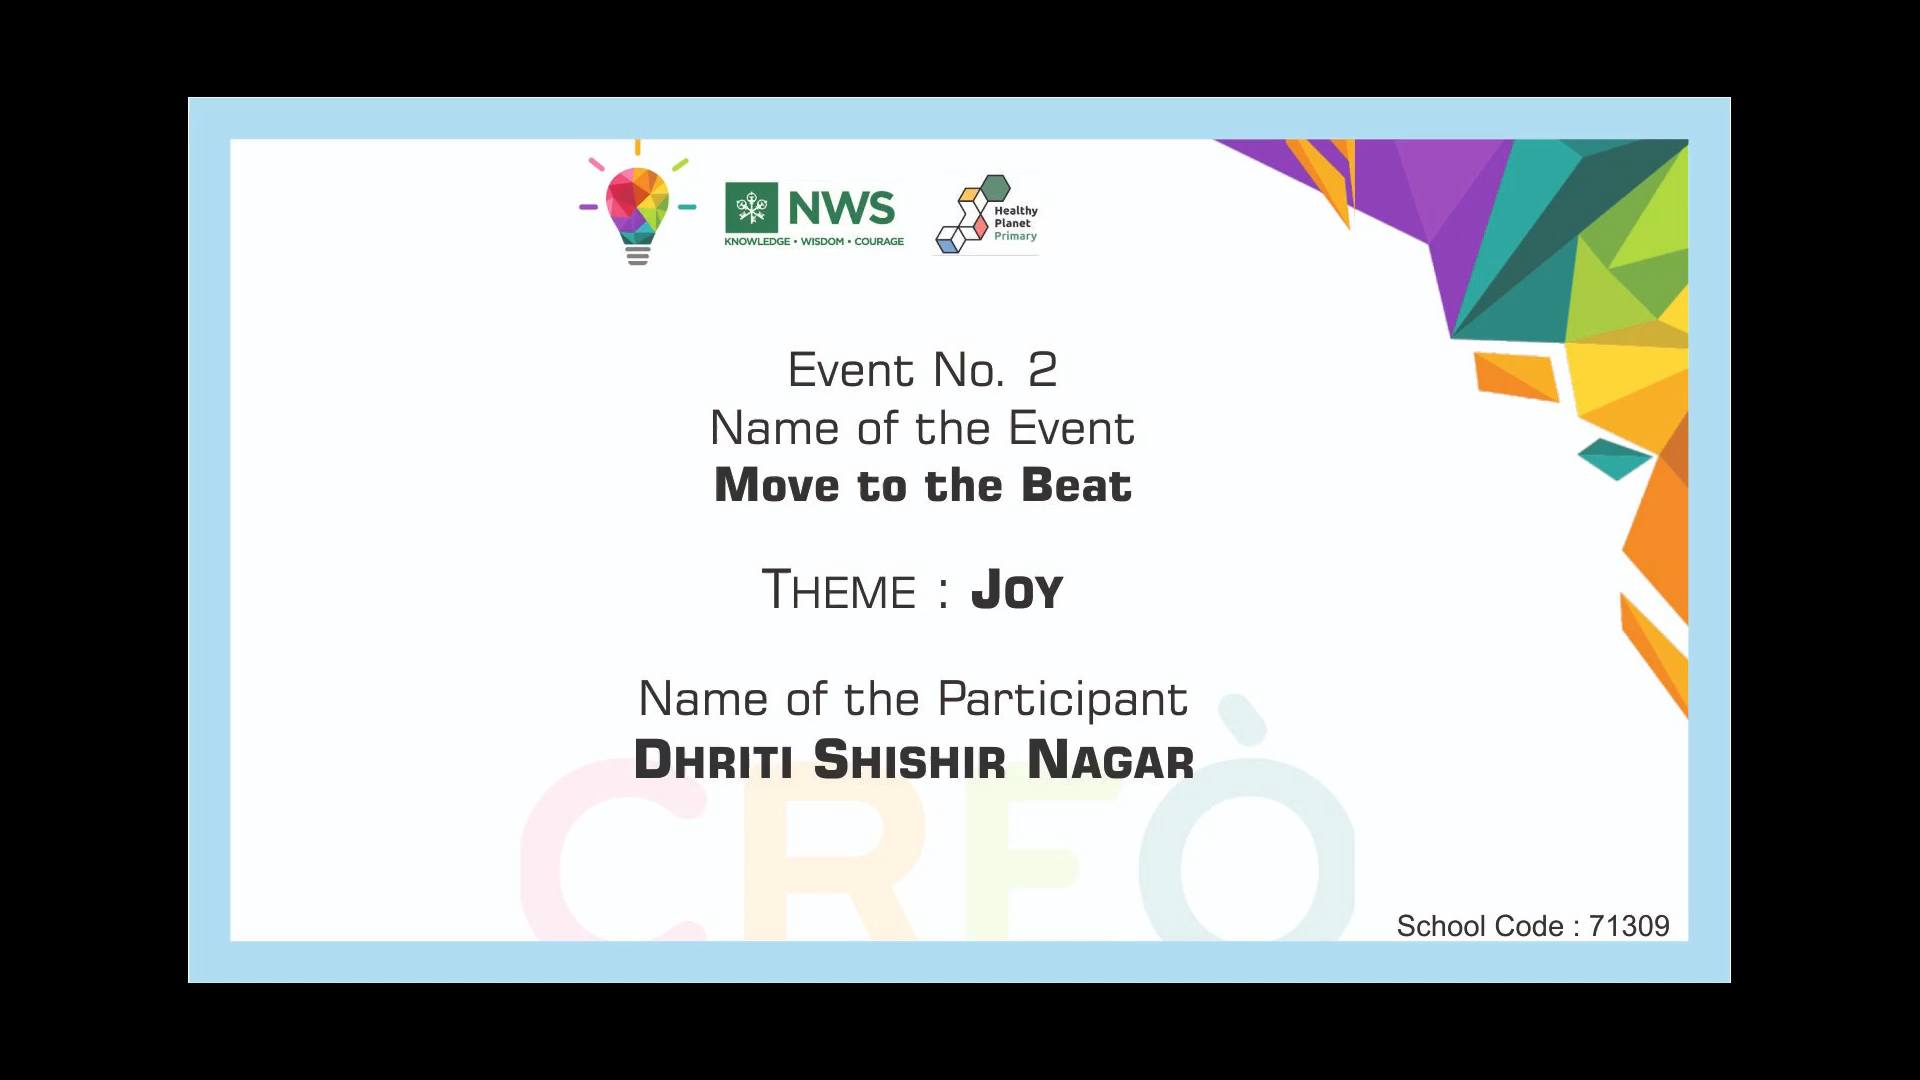 NWS
KNOWLEDGE • WISDOM • COURAGE
Healthy
Planet
Primary
Event No. 2
Name of the Event
Move to the Beat
THEME : JOY
Name of the Participant
DHRITI SHISHIR NAGAR
CREÒ
School Code : 71309